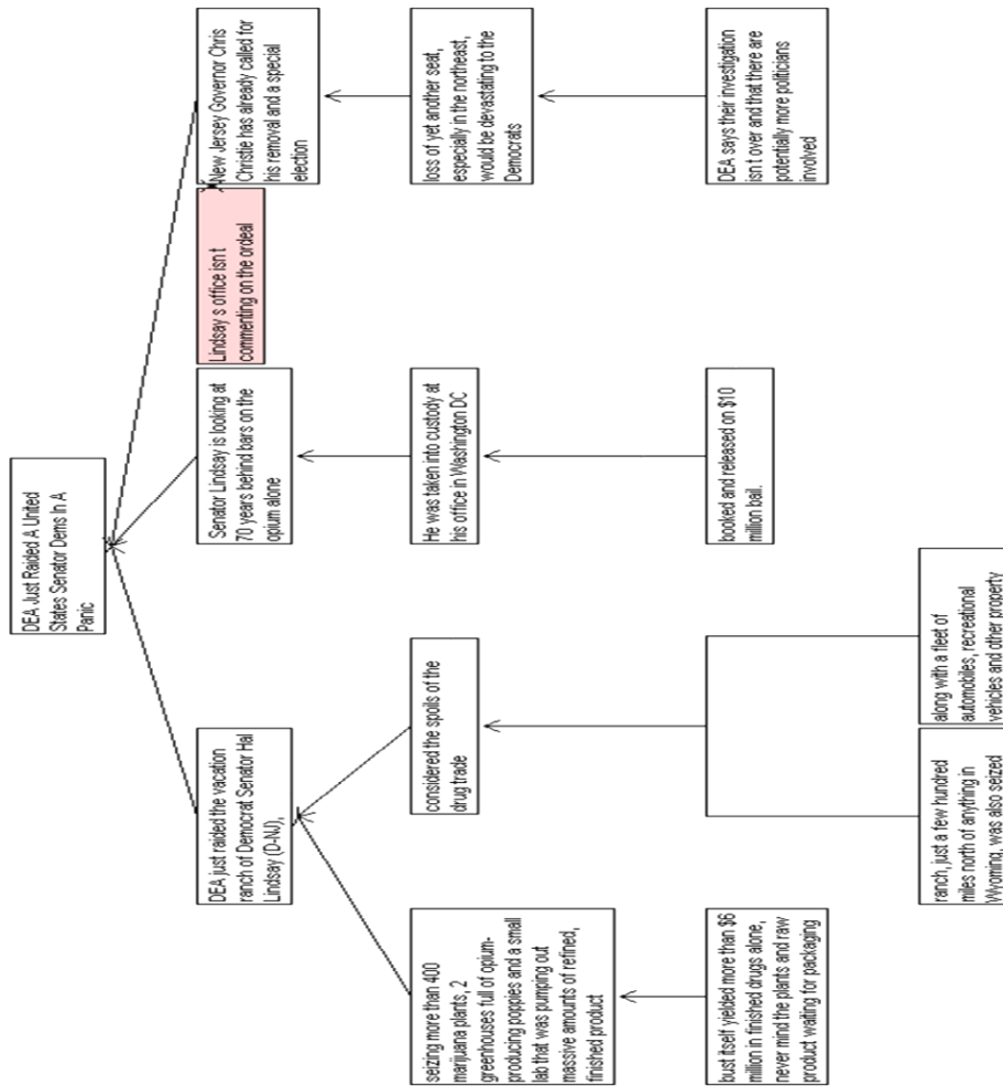 DEA Just Raided A United
States Senator Dems In A
Panic
DEA just raided the vacation
ranch of Democrat Senator Hal
Lindsay (D-NJ),
Senator Lindsay is looking at
70 years behind bars on the
opium alone
Lindsay s office isn t
commenting on the ordeal
New Jersey Governor Chris
Christie has already called for
his removal and a special
election
seizing more than 400
marijuana plants, 2
greenhouses full of opium-
producing poppies and a small
lab that was pumping out
massive amounts of refined,
finished product
considered the spoils of the
drug trade
He was taken into custody at
his office in Washington DC
loss of yet another seat,
especially in the northeast,
would be devastating to the
Democrats
bust itself yielded more than $6
million in finished drugs alone,
never mind the plants and raw
product waiting for packaging
booked and released on $10
million bail.
DEA says their investigation
isn t over and that there are
potentially more politicians
involved
ranch, just a few hundred
miles north of anything in
Wyoming, was also seized
along with a fleet of
automobiles, recreational
vehicles and other property